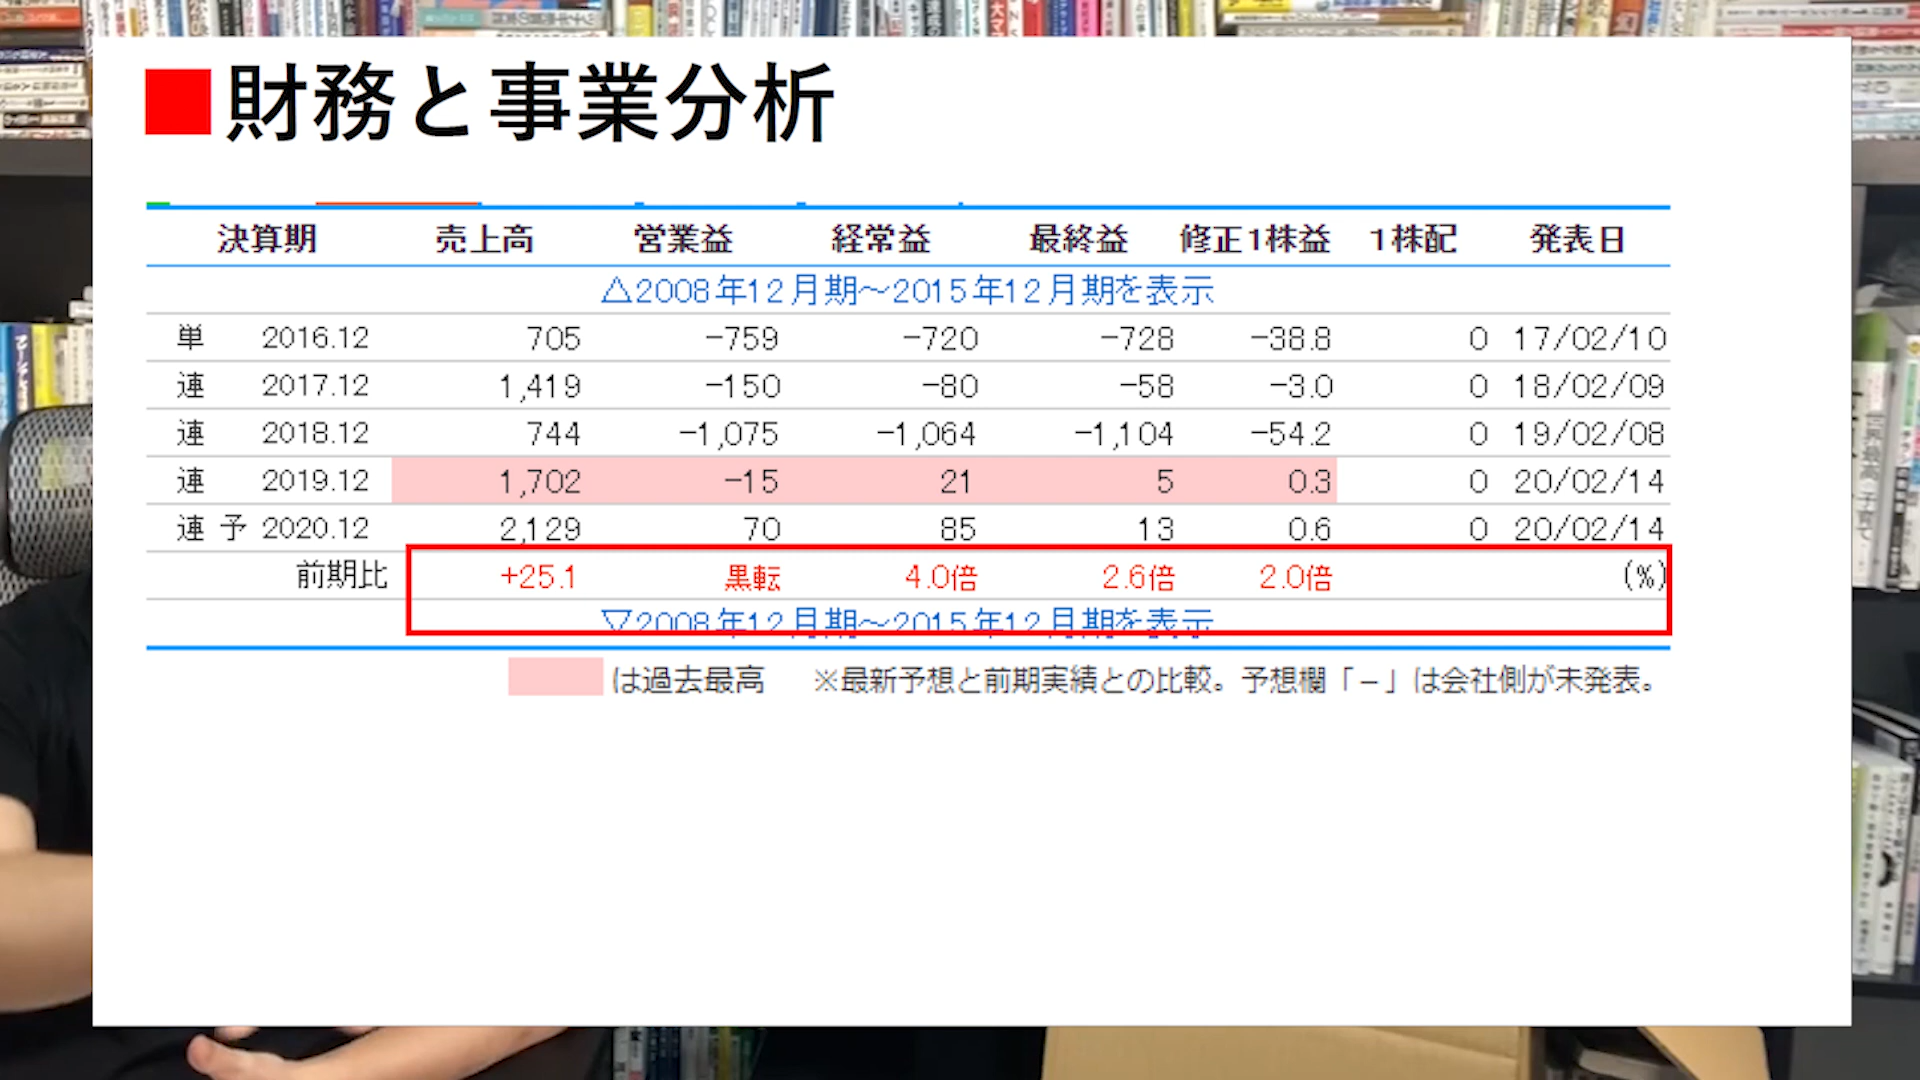 ■財務と事業分析
決算期 売上高 営業益 経常益 最終益 修正1株益 1株配 発表日
△2008年12月期～2015年12月期を表示
単 2016.12 705 −759 −720 −728 −38.8 0 17/02/10
連 2017.12 1,419 −150 −80 −58 −3.0 0 18/02/09
連 2018.12 744 −1,075 −1,064 −1,104 −54.2 0 19/02/08
連 2019.12 1,702 −15 21 5 0.3 0 20/02/14
連 予 2020.12 2,129 70 85 13 0.6 0 20/02/14
前期比 +25.1 黒転 4.0倍 2.6倍 2.0倍 (%)
▽2008年12月期～2015年12月期を表示
は過去最高 ※最新予想と前期実績との比較。予想欄「－」は会社側が未発表。